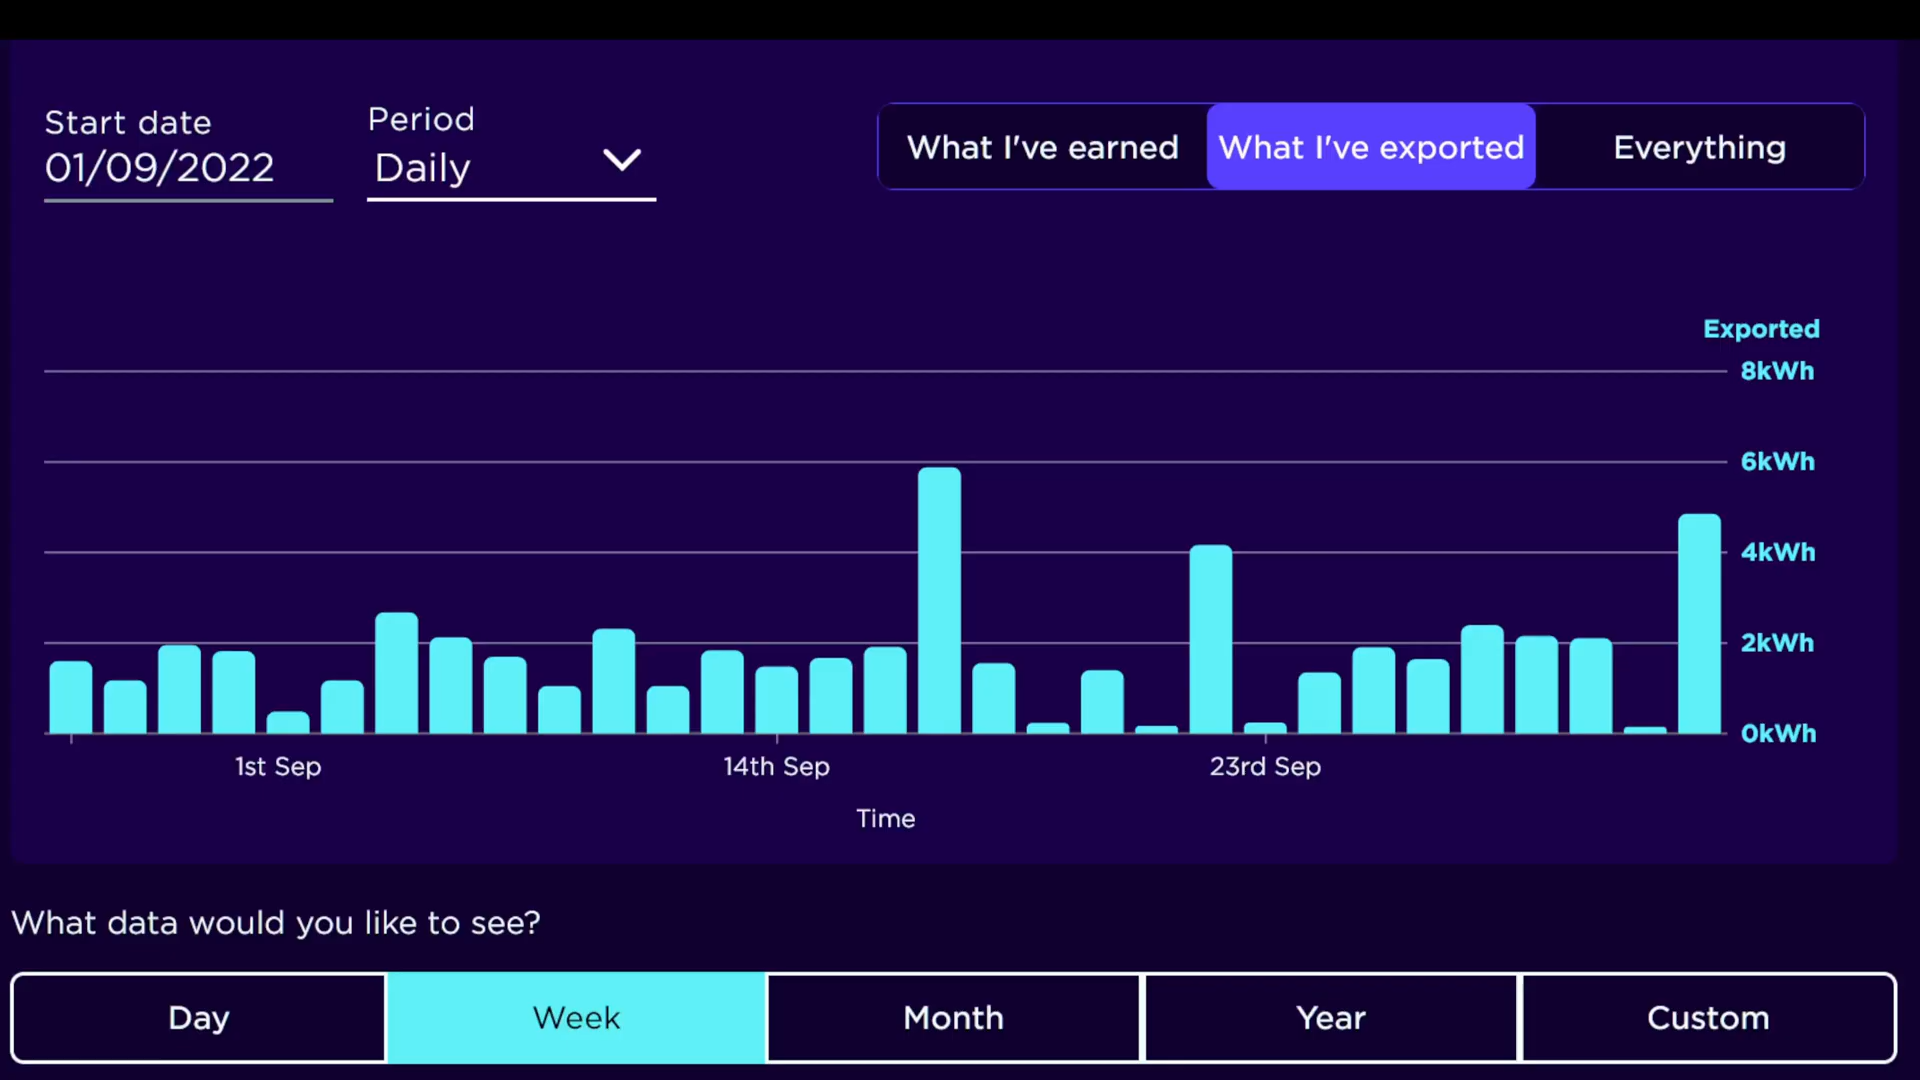 Start date
01/09/2022
Period
Daily
What I've earned
What I've exported
Everything
Exported
8kWh
6kWh
4kWh
2kWh
0kWh
1st Sep
14th Sep
23rd Sep
Time
What data would you like to see?
Day
Week
Month
Year
Custom